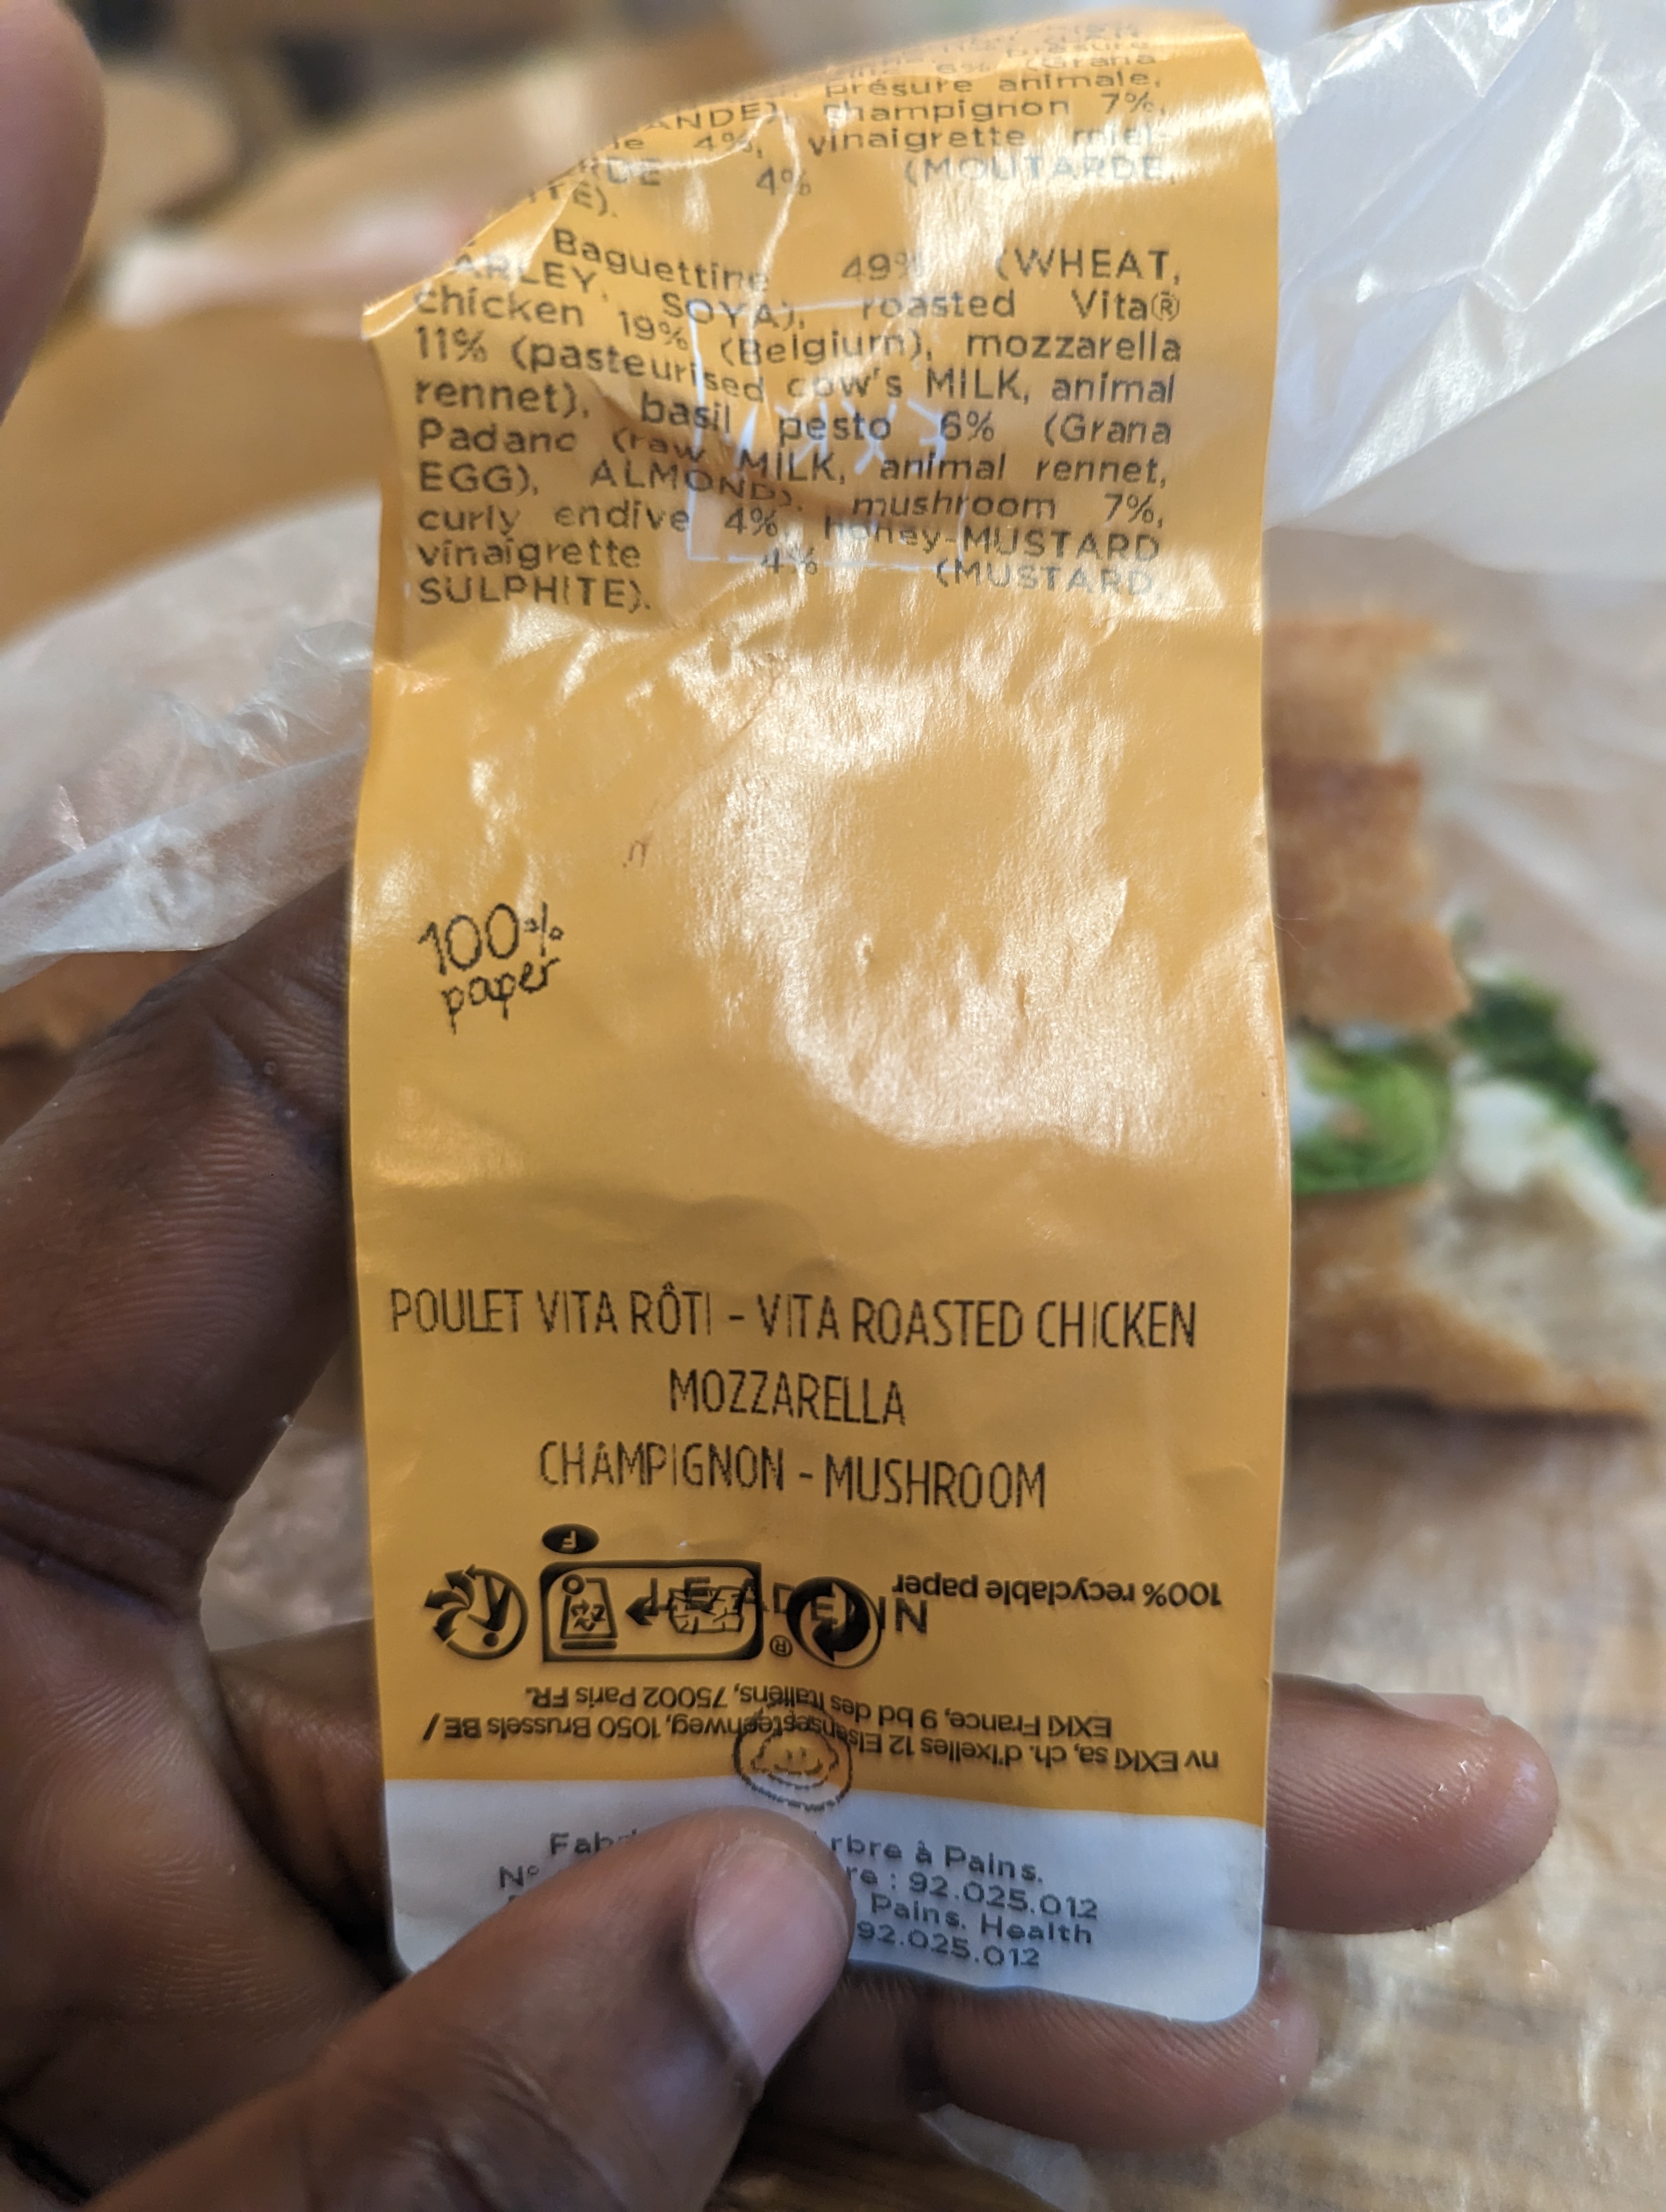 présure animale,
champignon 7%,
4%, vinaigrette miel-
4% (MOUTARDE,
Baguettine 49% (WHEAT,
SOYA), roasted Vita®
chicken 19% (Belgium), mozzarella
11% (pasteurised cow's MILK, animal
rennet), basil pesto 6% (Grana
Padano (raw MILK, animal rennet,
EGG), ALMOND), mushroom 7%,
curly endive 4%, Honey-MUSTARD
vinaigrette 4% (MUSTARD,
SULPHITE).
EXKI
100%
paper
POULET VITA RÔTI - VITA ROASTED CHICKEN
MOZZARELLA
CHAMPIGNON - MUSHROOM
F
100% recyclable paper
®
nv EXKI sa, ch. d'Ixelles 12 Elsensesteenweg, 1050 Brussels BE /
EXKI France, 9 bd des Italiens, 75002 Paris FR.
à Pains.
N° : 92.025.012
Pains. Health
92.025.012